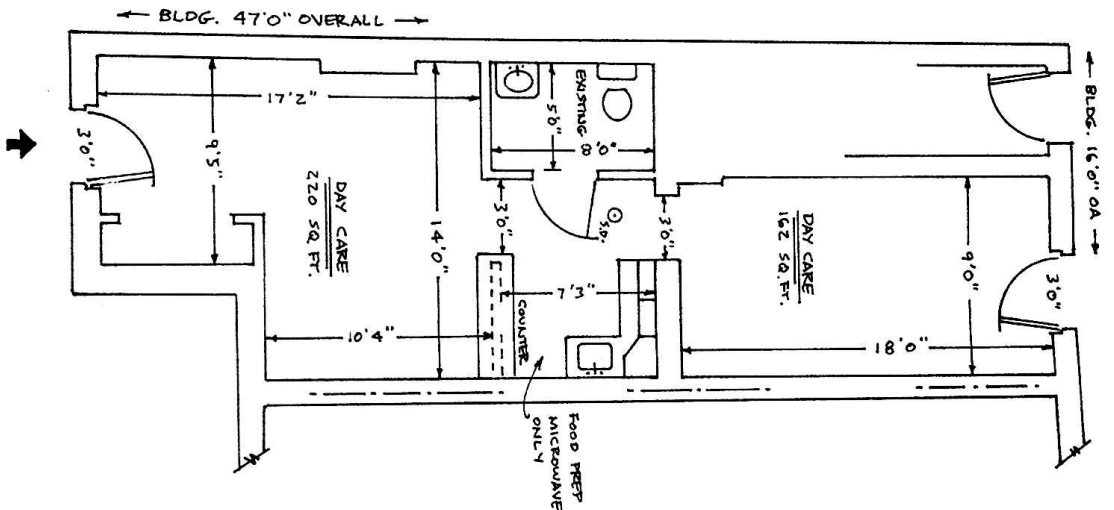 BLDG. 47'0" OVERALL
BLDG. 16'0" OA
17'2"
3'0"
9'5"
DAY CARE
220 SQ. FT.
14'0"
5'0"
EXISTING
8'0"
3'0"
S.D.
3'0"
DAY CARE
162 SQ. FT.
9'0"
3'0"
7'3"
10'4"
COUNTER
18'0"
FOOD PREP
MICROWAVE
ONLY